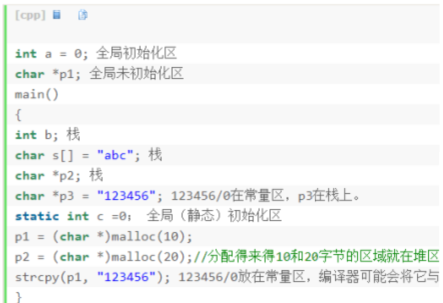 [cpp]
int a = 0; 全局初始化区
char *p1; 全局未初始化区
main()
{
int b; 栈
char s[] = "abc"; 栈
char *p2; 栈
char *p3 = "123456"; 123456/0在常量区，p3在栈上。
static int c =0； 全局（静态）初始化区
p1 = (char *)malloc(10);
p2 = (char *)malloc(20);//分配得来得10和20字节的区域就在堆区
strcpy(p1, "123456"); 123456/0放在常量区，编译器可能会将它与
}